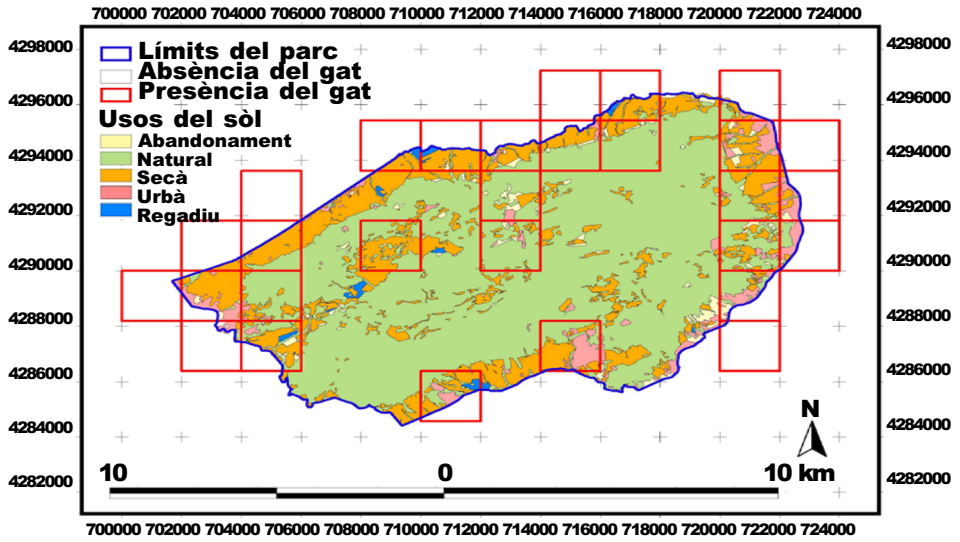 700000 702000 704000 706000 708000 710000 712000 714000 716000 718000 720000 722000 724000
4298000 4298000
4296000 4296000
4294000 4294000
4292000 4292000
4290000 4290000
4288000 4288000
4286000 4286000
4284000 4284000
4282000 4282000
Límits del parc
Absència del gat
Presència del gat
Usos del sòl
Abandonament
Natural
Secà
Urbà
Regadiu
N
10 0 10 km
700000 702000 704000 706000 708000 710000 712000 714000 716000 718000 720000 722000 724000